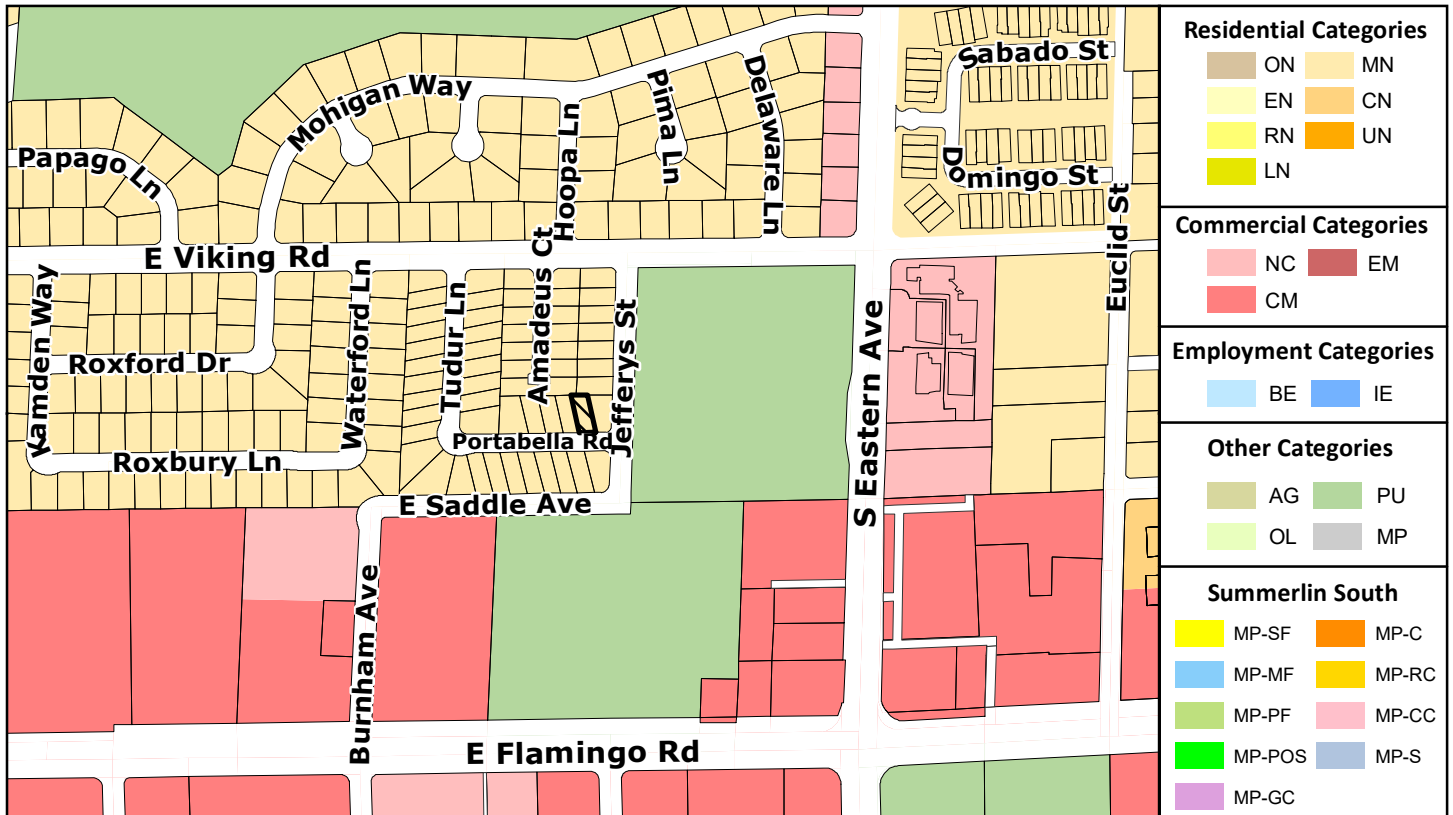 Sabado St
Mohigan Way
Pima Ln
Delaware Ln
Papago Ln
Hoopa Ln
Domingo St
Euclid St
E Viking Rd
Kamden Way
Roxford Dr
Waterford Ln
Tudur Ln
Amadeus Ct
Jefferys St
S Eastern Ave
Portabella Rd
Roxbury Ln
E Saddle Ave
Burnham Ave
E Flamingo Rd
Residential Categories
ON MN
EN CN
RN UN
LN
Commercial Categories
NC EM
CM
Employment Categories
BE IE
Other Categories
AG PU
OL MP
Summerlin South
MP-SF MP-C
MP-MF MP-RC
MP-PF MP-CC
MP-POS MP-S
MP-GC